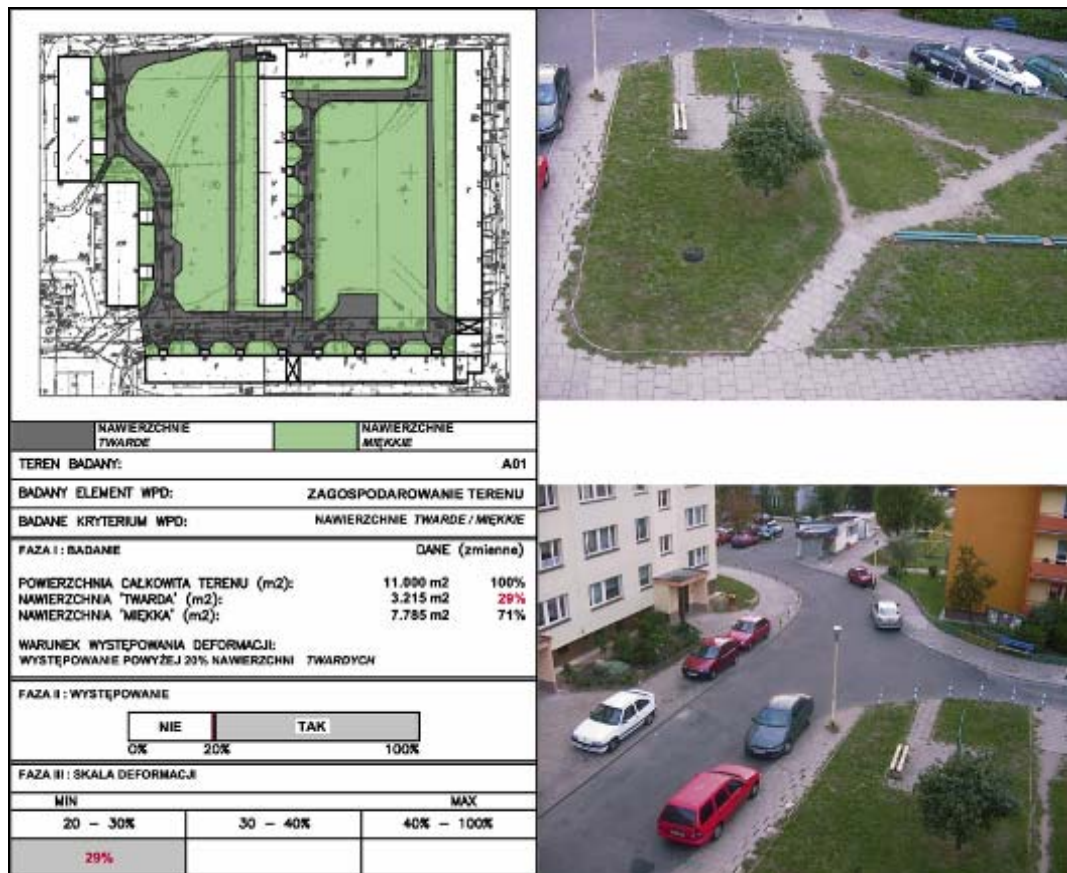 NAWIERZCHNIE TWARDE
NAWIERZCHNIE MIĘKKIE
TEREN BADANY: A01
BADANY ELEMENT WPD: ZAGOSPODAROWANIE TERENU
BADANE KRYTERIUM WPD: NAWIERZCHNIE TWARDE / MIĘKKIE
FAZA I : BADANIE DANE (zmienne)
POWIERZCHNIA CAŁKOWITA TERENU (m2): 11.000 m2 100%
NAWIERZCHNIA "TWARDA" (m2): 3.215 m2 29%
NAWIERZCHNIA "MIĘKKA" (m2): 7.785 m2 71%
WARUNEK WYSTĘPOWANIA DEFORMACJI:
WYSTĘPOWANIE POWYŻEJ 20% NAWIERZCHNI TWARDYCH
FAZA II : WYSTĘPOWANIE
NIE TAK
0% 20% 100%
FAZA III : SKALA DEFORMACJI
MIN MAX
20 - 30% 30 - 40% 40 - 100%
29%